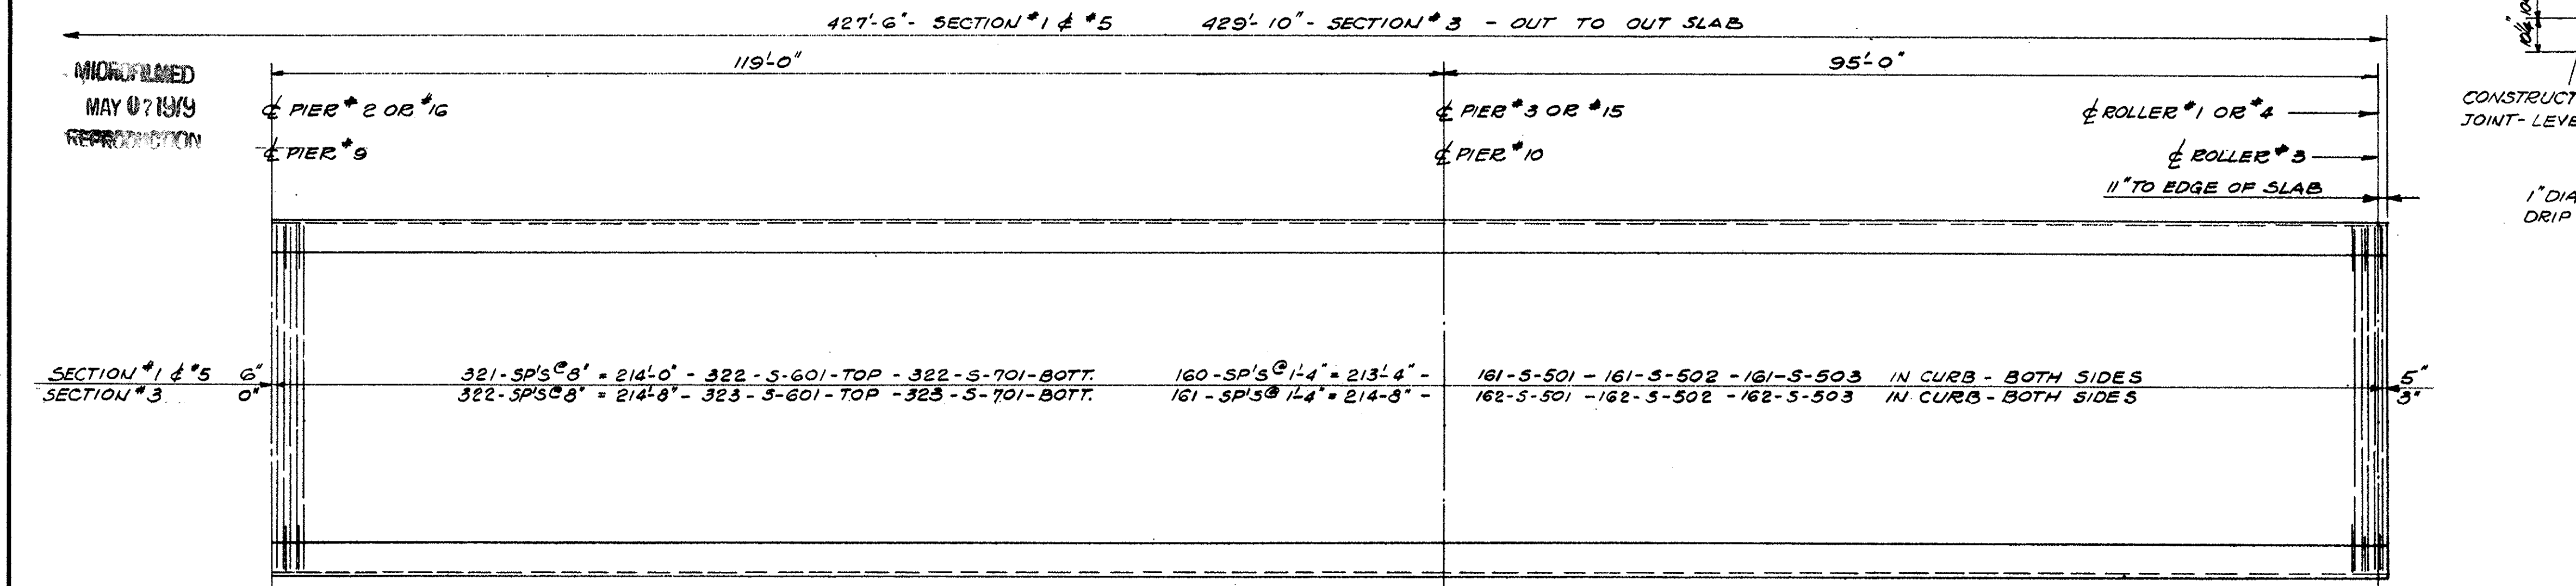 427'-6"- SECTION #1 & #5 429'-10"- SECTION #3 - OUT TO OUT SLAB
119'-0" 95'-0"
MICROFILMED
MAY 0? 1979
REPRODUCTION
℄ PIER #2 OR #16 ℄ PIER #3 OR #15 ℄ ROLLER #1 OR #4
℄ PIER #9 ℄ PIER #10 ℄ ROLLER #3
11" TO EDGE OF SLAB
SECTION #1 & #5 6" 321-SP'S@8" = 214'-0" - 322-S-601-TOP - 322-S-701-BOTT. 160-SP'S@1'-4" = 213'-4" - 161-S-501 - 161-S-502 - 161-S-503 IN CURB - BOTH SIDES 5"
SECTION #3 0" 322-SP'S@8" = 214'-8" - 323-S-601-TOP - 323-S-701-BOTT. 161-SP'S@1'-4" = 214'-8" - 162-S-501 - 162-S-502 - 162-S-503 IN CURB - BOTH SIDES 3"
10¼"
CONSTRUCT
JOINT- LEVE
1" DIA
DRIP